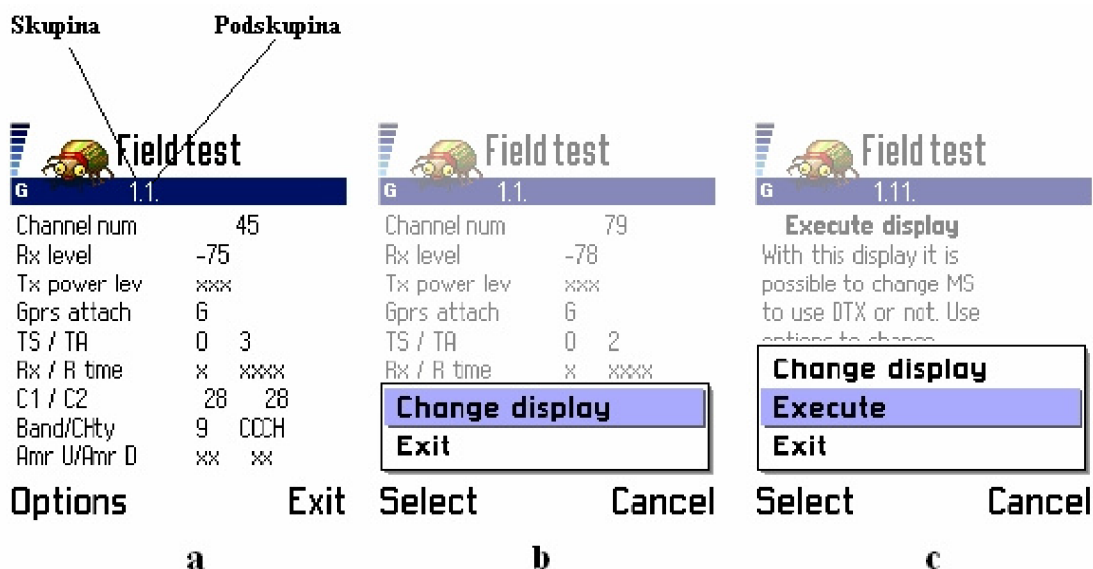 Skupina Podskupina
Field test
G 1.1.
Channel num 45
Rx level -75
Tx power lev xxx
Gprs attach G
TS / TA 0 3
Rx / R time x xxxx
C1 / C2 28 28
Band/CHty 9 CCCH
Amr U/Amr D xx xx
Options Exit
a
Field test
G 1.1.
Channel num 79
Rx level -78
Tx power lev xxx
Gprs attach G
TS / TA 0 2
Rx / R time x xxxx
Change display
Exit
Select Cancel
b
Field test
G 1.11.
Execute display
With this display it is
possible to change MS
to use DTX or not. Use
options to change
Change display
Execute
Exit
Select Cancel
c